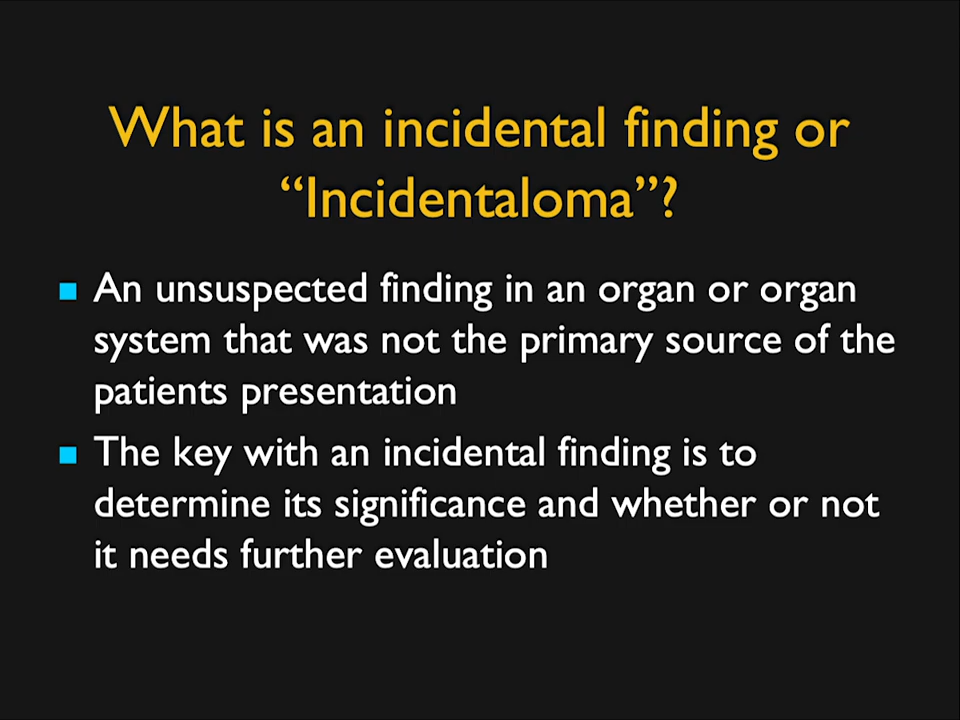 What is an incidental finding or
“Incidentaloma”?
An unsuspected finding in an organ or organ
system that was not the primary source of the
patients presentation
The key with an incidental finding is to
determine its significance and whether or not
it needs further evaluation